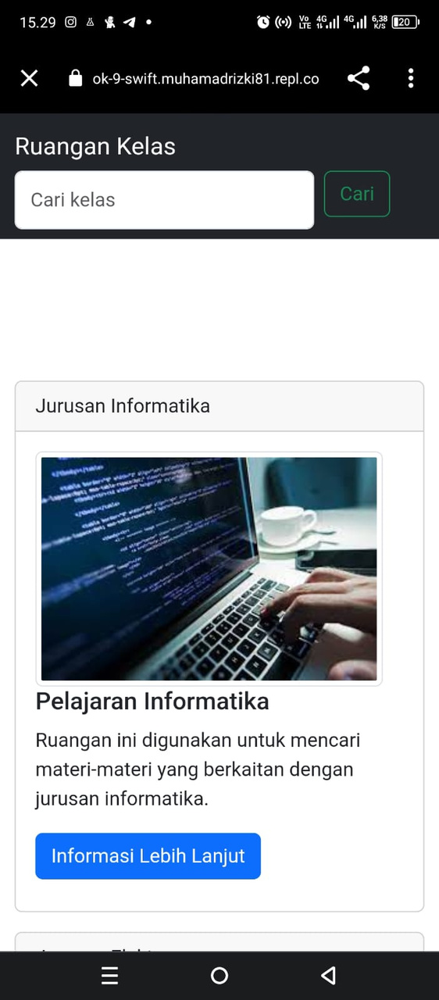 15.29
Vo LTE 4G 4G 6,38 K/S 20
ok-9-swift.muhamadrizki81.repl.co
Ruangan Kelas
Cari kelas
Cari
Jurusan Informatika
Pelajaran Informatika
Ruangan ini digunakan untuk mencari
materi-materi yang berkaitan dengan
jurusan informatika.
Informasi Lebih Lanjut